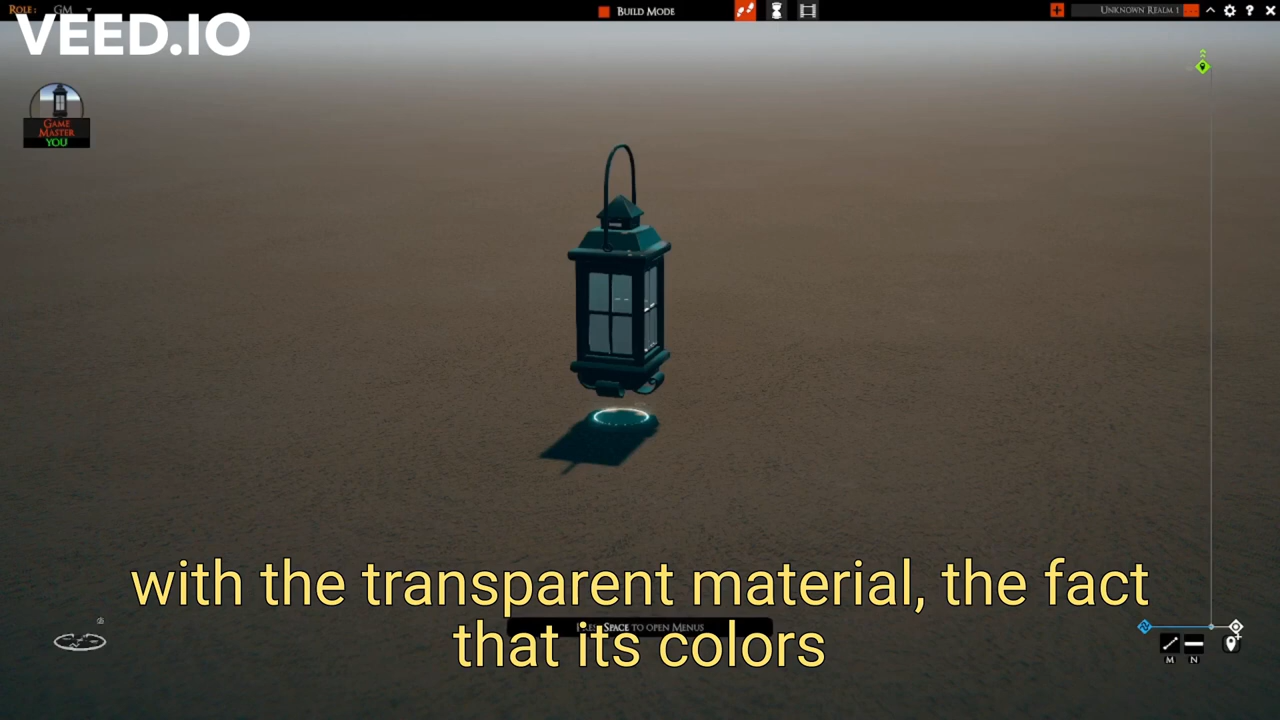 ROLE: GM
BUILD MODE
UNKNOWN REALM 1
VEED.IO
GAME
MASTER
YOU
with the transparent material, the fact
PRESS SPACE TO OPEN MENUS
that its colors
M N